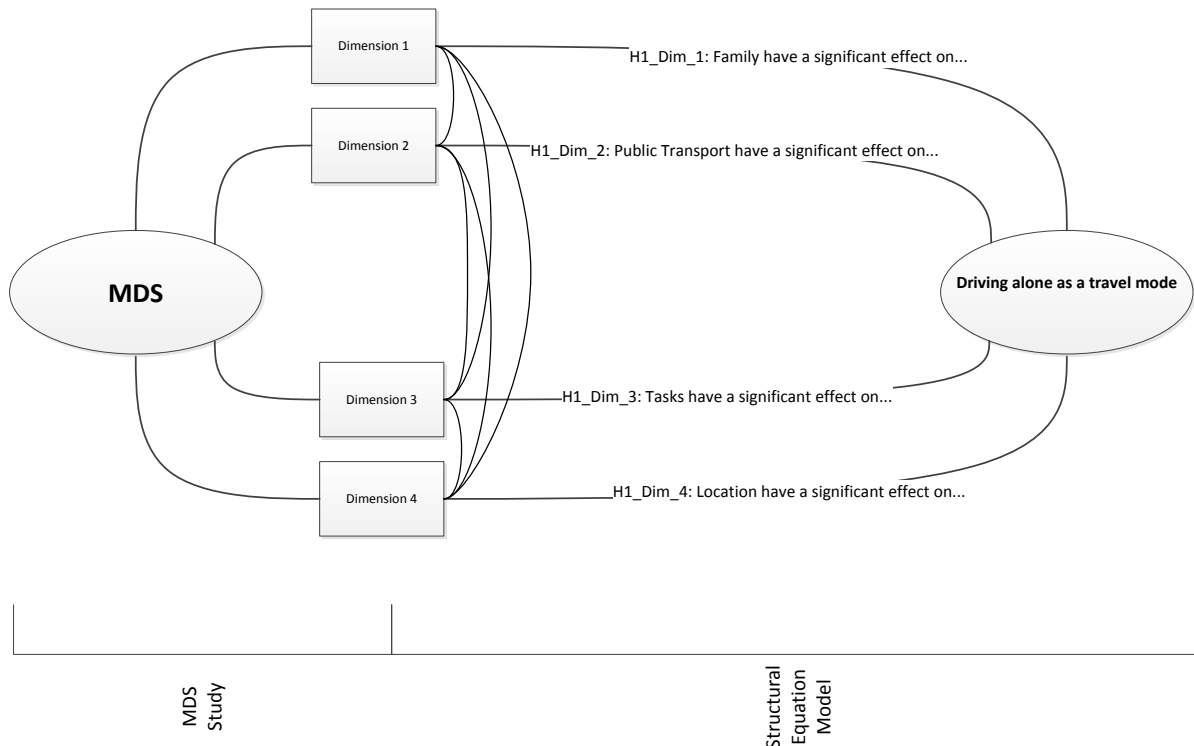 Dimension 1
H1_Dim_1: Family have a significant effect on...
Dimension 2
H1_Dim_2: Public Transport have a significant effect on...
MDS
Driving alone as a travel mode
Dimension 3
H1_Dim_3: Tasks have a significant effect on...
Dimension 4
H1_Dim_4: Location have a significant effect on...
MDS
Study
Structural
Equation
Model